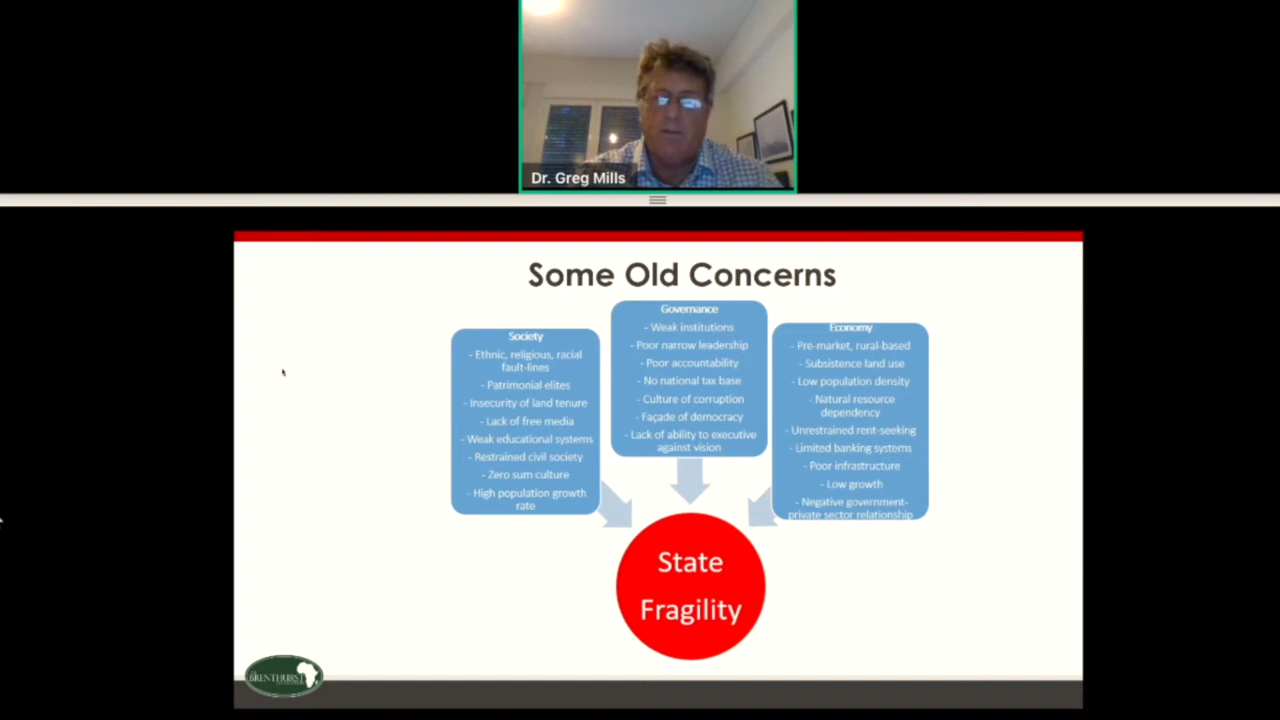 Dr. Greg Mills
Some Old Concerns
Society
- Ethnic, religious, racial
fault-lines
- Patrimonial elites
- Insecurity of land tenure
- Lack of free media
- Weak educational systems
- Restrained civil society
- Zero sum culture
- High population growth
rate
Governance
- Weak institutions
- Poor narrow leadership
- Poor accountability
- No national tax base
- Culture of corruption
- Façade of democracy
- Lack of ability to executive
against vision
Economy
- Pre-market, rural-based
- Subsistence land use
- Low population density
- Natural resource
dependency
- Unrestrained rent-seeking
- Limited banking systems
- Poor infrastructure
- Low growth
- Negative government-
private sector relationship
State
Fragility
BRENTHURST